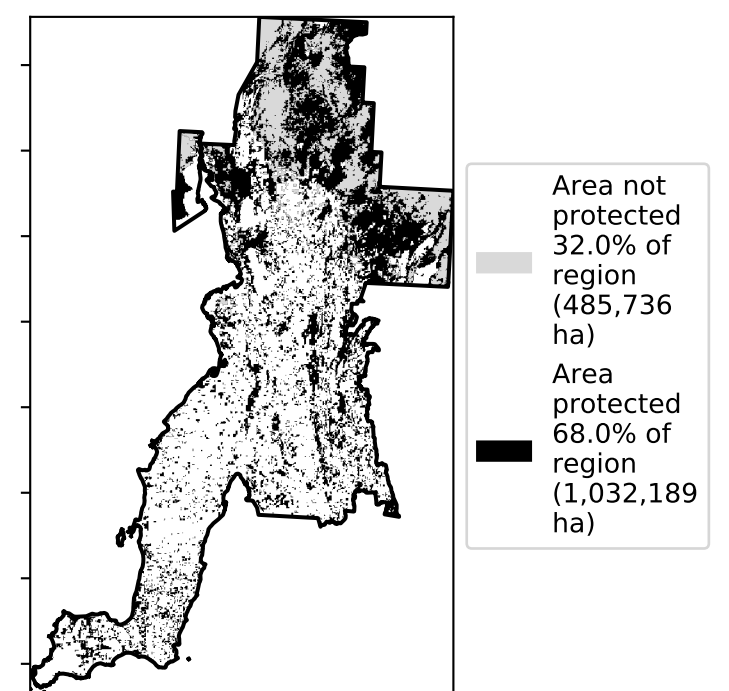 Area not
protected
32.0% of
region
(485,736
ha)
Area
protected
68.0% of
region
(1,032,189
ha)